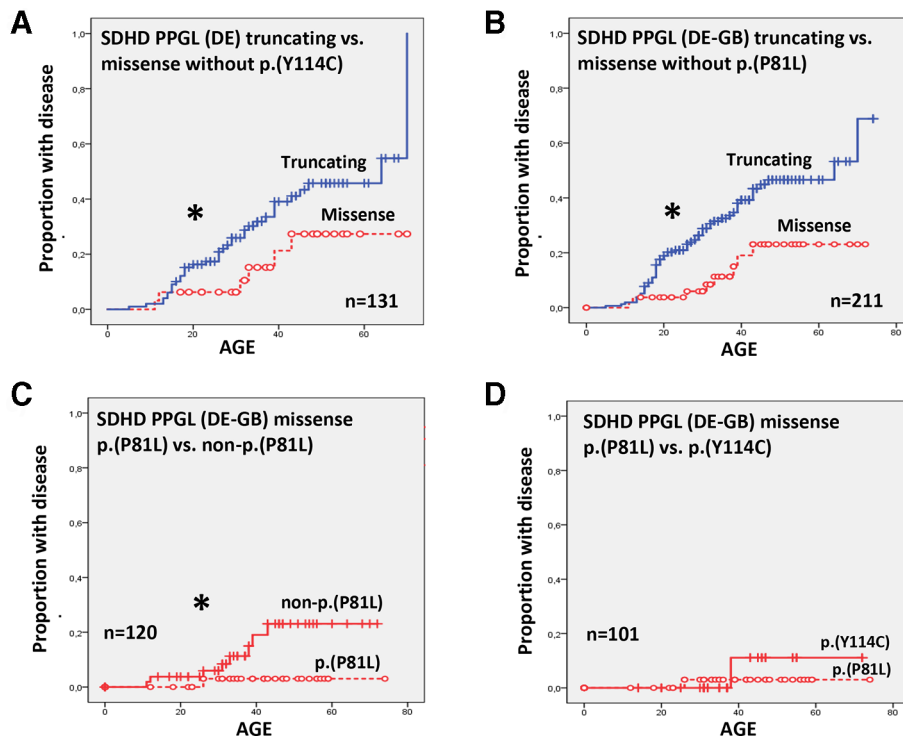 A
SDHD PPGL (DE) truncating vs.
missense without p.(Y114C)
Proportion with disease
1,0
0,8
0,6
0,4
0,2
0,0
Truncating
*
Missense
n=131
0 20 40 60
AGE
B
SDHD PPGL (DE-GB) truncating vs.
missense without p.(P81L)
Proportion with disease
1,0
0,8
0,6
0,4
0,2
0,0
Truncating
*
Missense
n=211
0 20 40 60 80
AGE
C
SDHD PPGL (DE-GB) missense
p.(P81L) vs. non-p.(P81L)
Proportion with disease
1,0
0,8
0,6
0,4
0,2
0,0
*
non-p.(P81L)
n=120
p.(P81L)
0 20 40 60 80
AGE
D
SDHD PPGL (DE-GB) missense
p.(P81L) vs. p.(Y114C)
Proportion with disease
1,0
0,8
0,6
0,4
0,2
0,0
n=101
p.(Y114C)
p.(P81L)
0 20 40 60 80
AGE